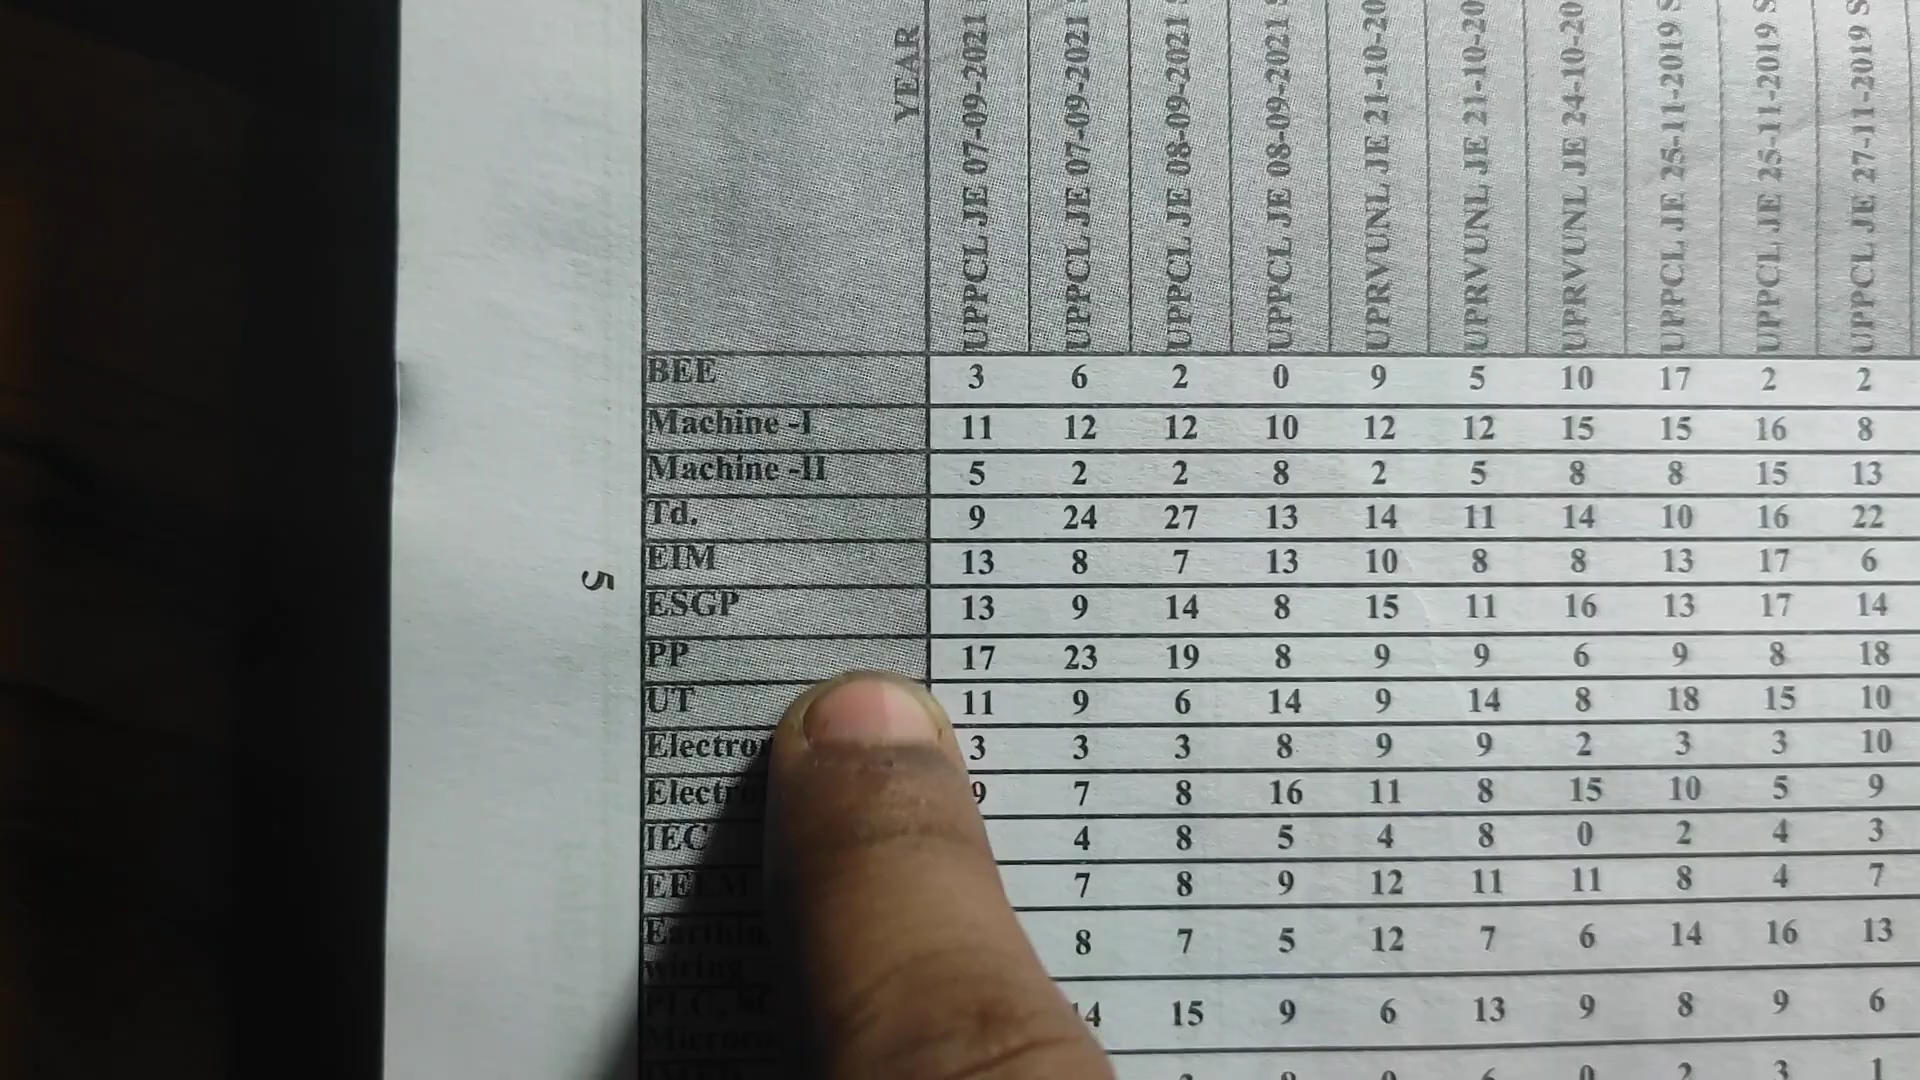 YEAR
UPPCL JE 07-09-2021
UPPCL JE 07-09-2021
UPPCL JE 08-09-2021
UPPCL JE 08-09-2021
UPRVUNL JE 21-10-20
UPRVUNL JE 21-10-20
UPRVUNL JE 24-10-20
UPPCL JE 25-11-2019 S
UPPCL JE 25-11-2019 S
UPPCL JE 27-11-2019 S
BEE 3 6 2 0 9 5 10 17 2 2
Machine -I 11 12 12 10 12 12 15 15 16 8
Machine -II 5 2 2 8 2 5 8 8 15 13
Td. 9 24 27 13 14 11 14 10 16 22
EIM 13 8 7 13 10 8 8 13 17 6
ESGP 13 9 14 8 15 11 16 13 17 14
PP 17 23 19 8 9 9 6 9 8 18
UT 11 9 6 14 9 14 8 18 15 10
3 3 3 8 9 9 2 3 3 10
9 7 8 16 11 8 15 10 5 9
IEC 4 8 5 4 8 0 2 4 3
7 8 9 12 11 11 8 4 7
8 7 5 12 7 6 14 16 13
wiring
14 15 9 6 13 9 8 9 6
5